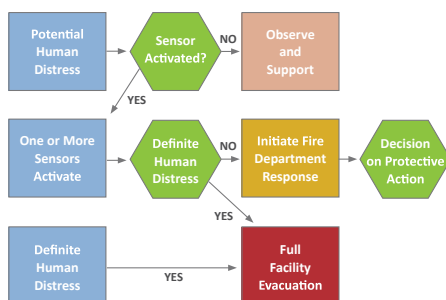 Potential
Human
Distress
Sensor
Activated?
NO
Observe
and
Support
YES
One or More
Sensors
Activate
Definite
Human
Distress
NO
Initiate Fire
Department
Response
Decision
on Protective
Action
YES
Definite
Human
Distress
YES
Full
Facility
Evacuation